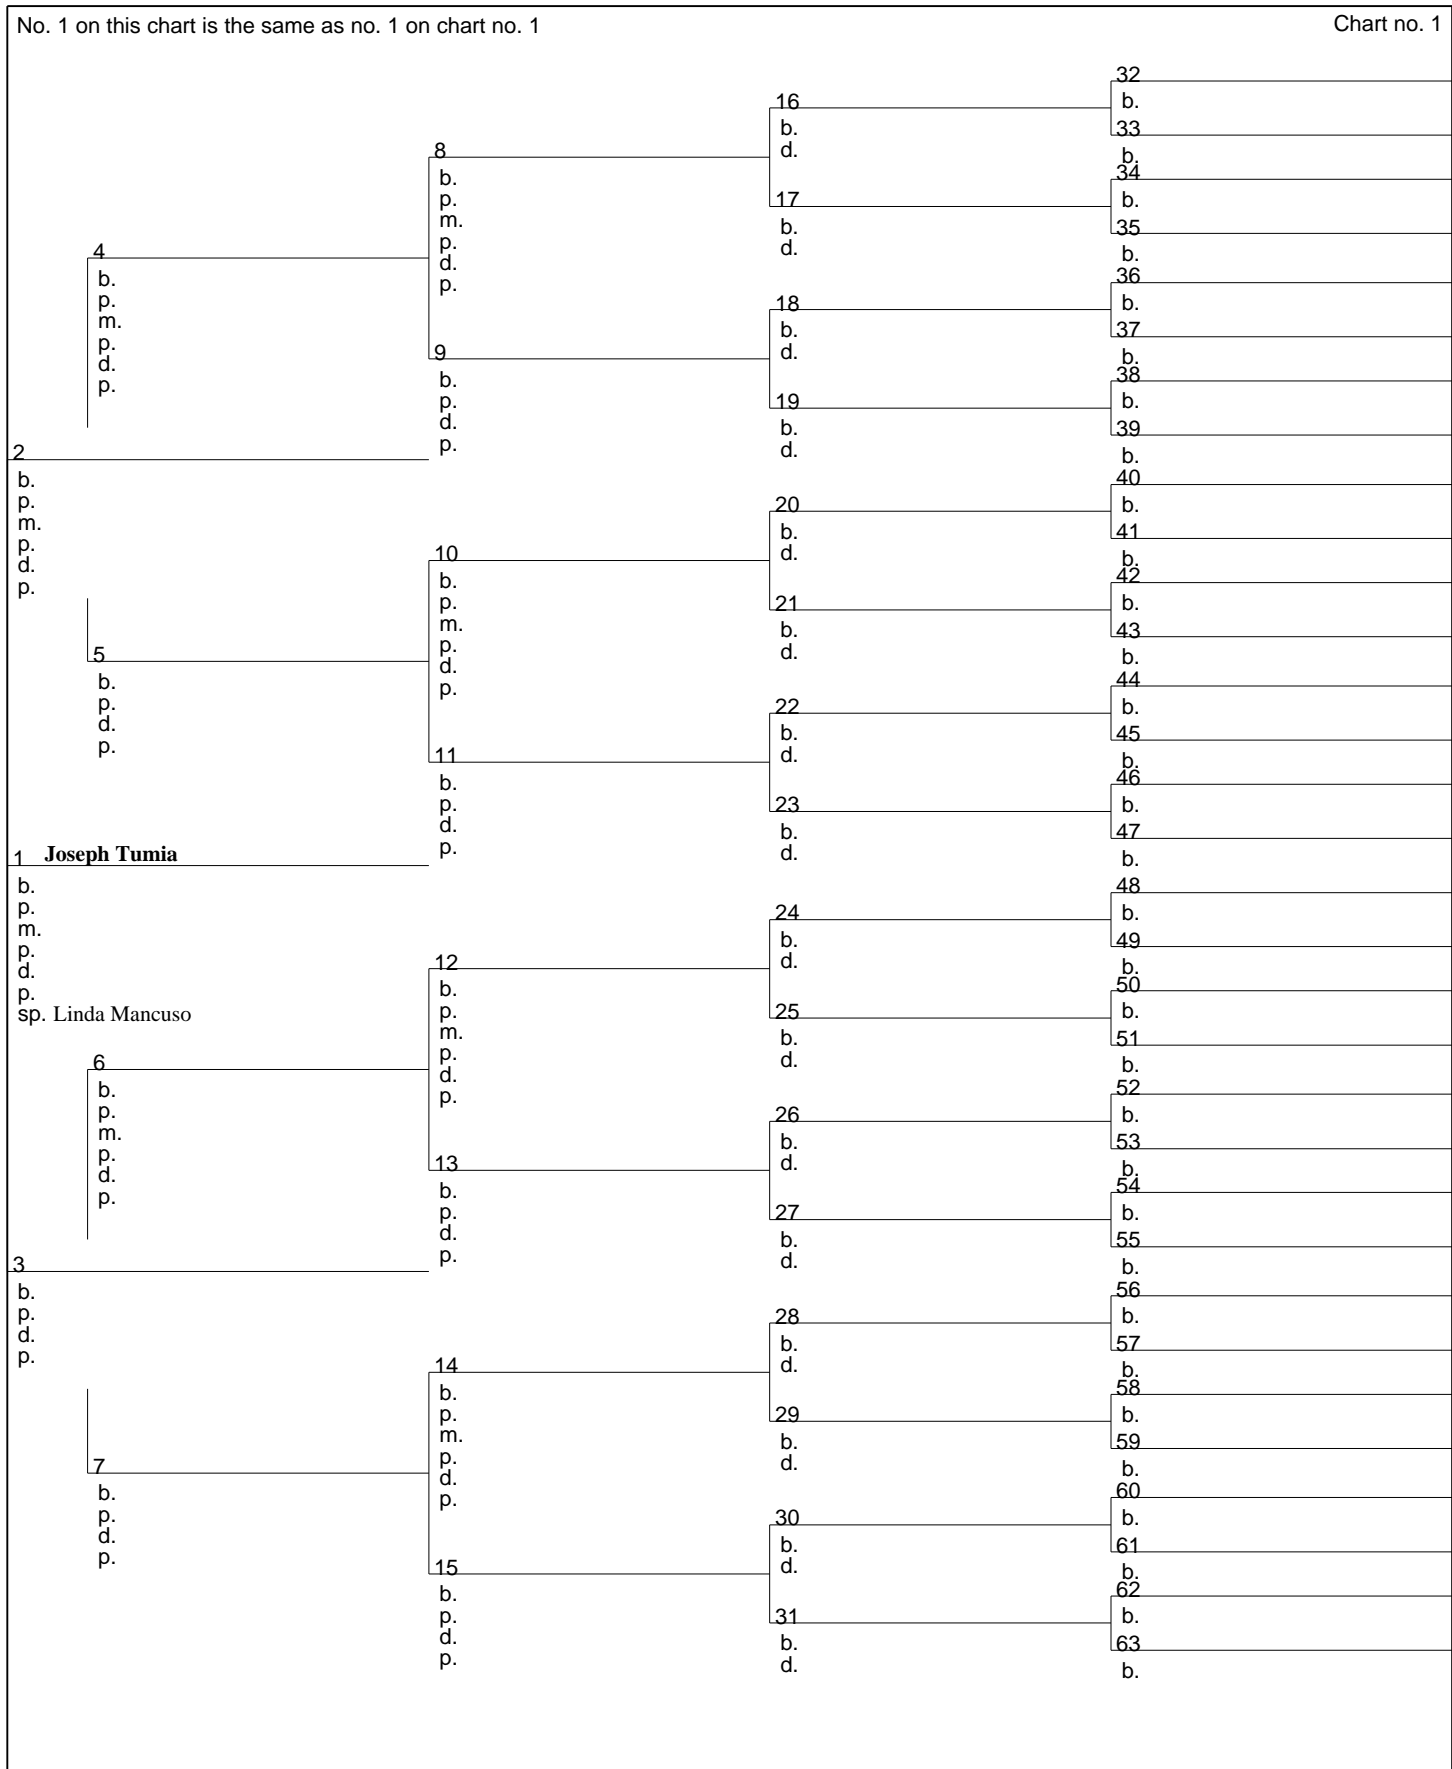 No. 1 on this chart is the same as no. 1 on chart no. 1
Chart no. 1
2
b.
p.
m.
p.
d.
p.
1 Joseph Tumia
b.
p.
m.
p.
d.
p.
sp. Linda Mancuso
3
b.
p.
d.
p.
4
b.
p.
m.
p.
d.
p.
5
b.
p.
d.
p.
6
b.
p.
m.
p.
d.
p.
7
b.
p.
d.
p.
8
b.
p.
m.
p.
d.
p.
9
b.
p.
d.
p.
10
b.
p.
m.
p.
d.
p.
11
b.
p.
d.
p.
12
b.
p.
m.
p.
d.
p.
13
b.
p.
d.
p.
14
b.
p.
m.
p.
d.
p.
15
b.
p.
d.
p.
16
b.
d.
17
b.
d.
18
b.
d.
19
b.
d.
20
b.
d.
21
b.
d.
22
b.
d.
23
b.
d.
24
b.
d.
25
b.
d.
26
b.
d.
27
b.
d.
28
b.
d.
29
b.
d.
30
b.
d.
31
b.
d.
32
b.
33
b.
34
b.
35
b.
36
b.
37
b.
38
b.
39
b.
40
b.
41
b.
42
b.
43
b.
44
b.
45
b.
46
b.
47
b.
48
b.
49
b.
50
b.
51
b.
52
b.
53
b.
54
b.
55
b.
56
b.
57
b.
58
b.
59
b.
60
b.
61
b.
62
b.
63
b.